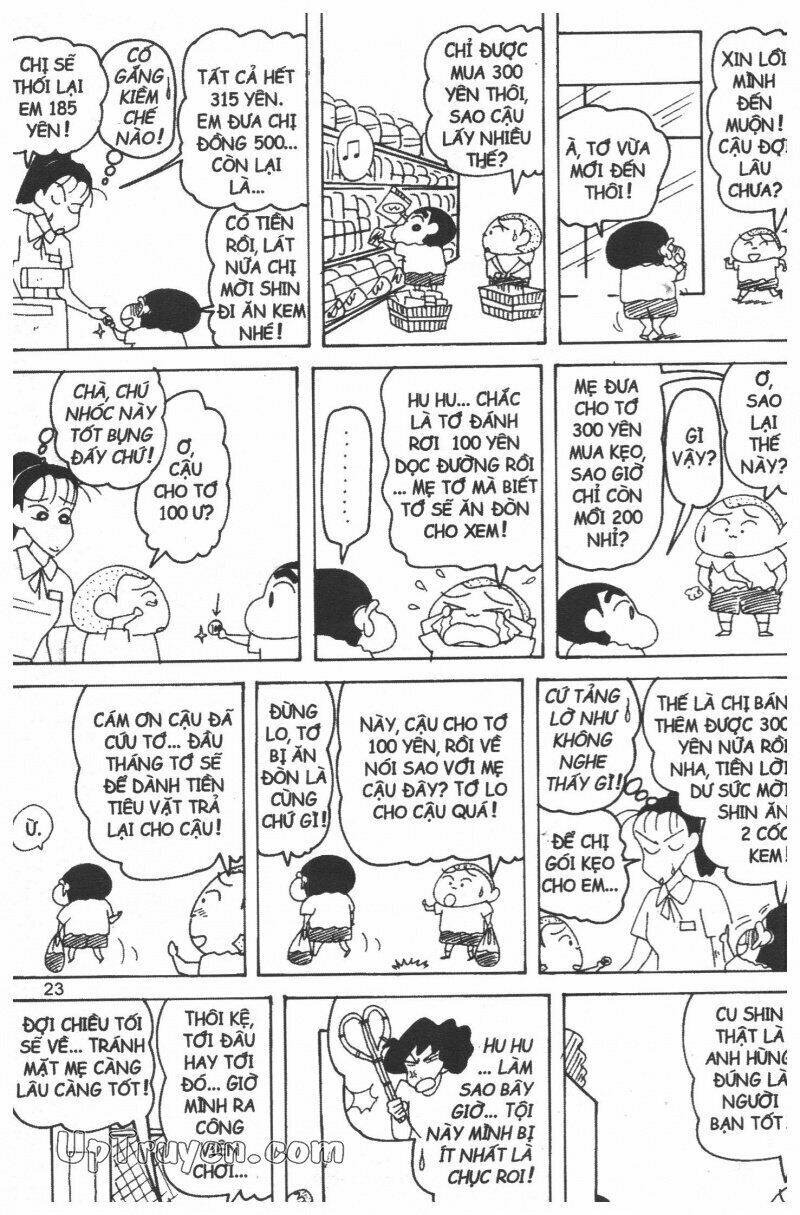 XIN LỖI
MÌNH
ĐẾN
MUỘN!
CẬU ĐỢI
LÂU
CHƯA?
À, TỚ VỪA
MỚI ĐẾN
THÔI!
CHỈ ĐƯỢC
MUA 300
YÊN THÔI,
SAO CẬU
LẤY NHIỀU
THẾ?
TẤT CẢ HẾT
315 YÊN.
EM ĐƯA CHỊ
ĐỒNG 500...
CÒN LẠI
LÀ...
CÓ TIỀN
RỒI, LÁT
NỮA CHỊ
MỜI SHIN
ĐI ĂN KEM
NHÉ!
CỐ
GẮNG
KIỀM
CHẾ
NÀO!
CHỊ SẼ
THỐI LẠI
EM 185
YÊN!
Ơ,
SAO
LẠI
THẾ
NÀY?
GÌ
VẬY?
MẸ ĐƯA
CHO TỚ
300 YÊN
MUA KẸO,
SAO GIỜ
CHỈ CÒN
MỖI 200
NHỈ?
HU HU... CHẮC
LÀ TỚ ĐÁNH
RƠI 100 YÊN
DỌC ĐƯỜNG RỒI
... MẸ TỚ MÀ BIẾT
TỚ SẼ ĂN ĐÒN
CHO XEM!
. . . . . .
Ơ,
CẬU
CHO TỚ
100 Ư?
CHÀ, CHÚ
NHÓC NÀY
TỐT BỤNG
ĐẤY CHỨ!
THẾ LÀ CHỊ BÁN
THÊM ĐƯỢC 300
YÊN NỮA RỒI
NHA, TIỀN LỜI
DƯ SỨC MỜI
SHIN ĂN
2 CỐC
KEM!
CỨ TẢNG
LỜ NHƯ
KHÔNG
NGHE
THẤY GÌ!
ĐỂ CHỊ
GÓI KẸO
CHO EM...
NÀY, CẬU CHO TỚ
100 YÊN, RỒI VỀ
NÓI SAO VỚI MẸ
CẬU ĐÂY? TỚ LO
CHO CẬU QUÁ!
ĐỪNG
LO, TỚ
BỊ ĂN
ĐÒN LÀ
CÙNG
CHỨ GÌ!
CÁM ƠN CẬU ĐÃ
CỨU TỚ... ĐẦU
THÁNG TỚ SẼ
ĐỂ DÀNH TIỀN
TIÊU VẶT TRẢ
LẠI CHO CẬU!
Ừ.
23
CU SHIN
THẬT LÀ
ANH HÙNG
ĐÚNG LÀ
NGƯỜI
BẠN TỐT
HU HU
... LÀM
SAO BÂY
GIỜ... TỘI
NÀY MÌNH BỊ
ÍT NHẤT LÀ
CHỤC ROI!
THÔI KỆ,
TỚI ĐÂU
HAY TỚI
ĐÓ... GIỜ
MÌNH RA
CÔNG
VIÊN
CHƠI...
ĐỢI CHIỀU TỐI
SẼ VỀ... TRÁNH
MẶT MẸ CÀNG
LÂU CÀNG TỐT!